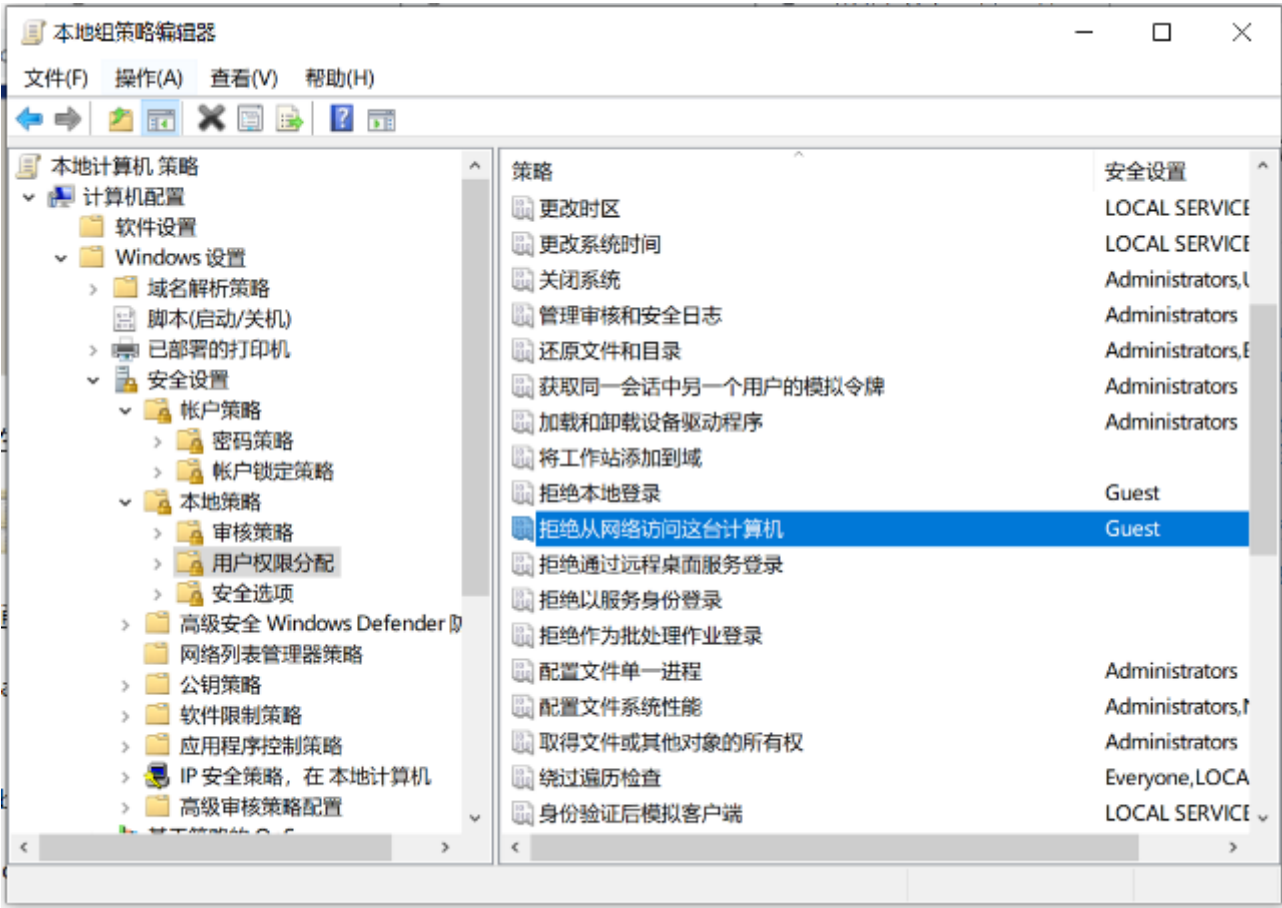 本地组策略编辑器
文件(F) 操作(A) 查看(V) 帮助(H)
本地计算机 策略
计算机配置
软件设置
Windows 设置
域名解析策略
脚本(启动/关机)
已部署的打印机
安全设置
帐户策略
密码策略
帐户锁定策略
本地策略
审核策略
用户权限分配
安全选项
高级安全 Windows Defender 防
网络列表管理器策略
公钥策略
软件限制策略
应用程序控制策略
IP 安全策略，在 本地计算机
高级审核策略配置
策略 安全设置
更改时区 LOCAL SERVICE
更改系统时间 LOCAL SERVICE
关闭系统 Administrators,U
管理审核和安全日志 Administrators
还原文件和目录 Administrators,B
获取同一会话中另一个用户的模拟令牌 Administrators
加载和卸载设备驱动程序 Administrators
将工作站添加到域
拒绝本地登录 Guest
拒绝从网络访问这台计算机 Guest
拒绝通过远程桌面服务登录
拒绝以服务身份登录
拒绝作为批处理作业登录
配置文件单一进程 Administrators
配置文件系统性能 Administrators,N
取得文件或其他对象的所有权 Administrators
绕过遍历检查 Everyone,LOCA
身份验证后模拟客户端 LOCAL SERVICE